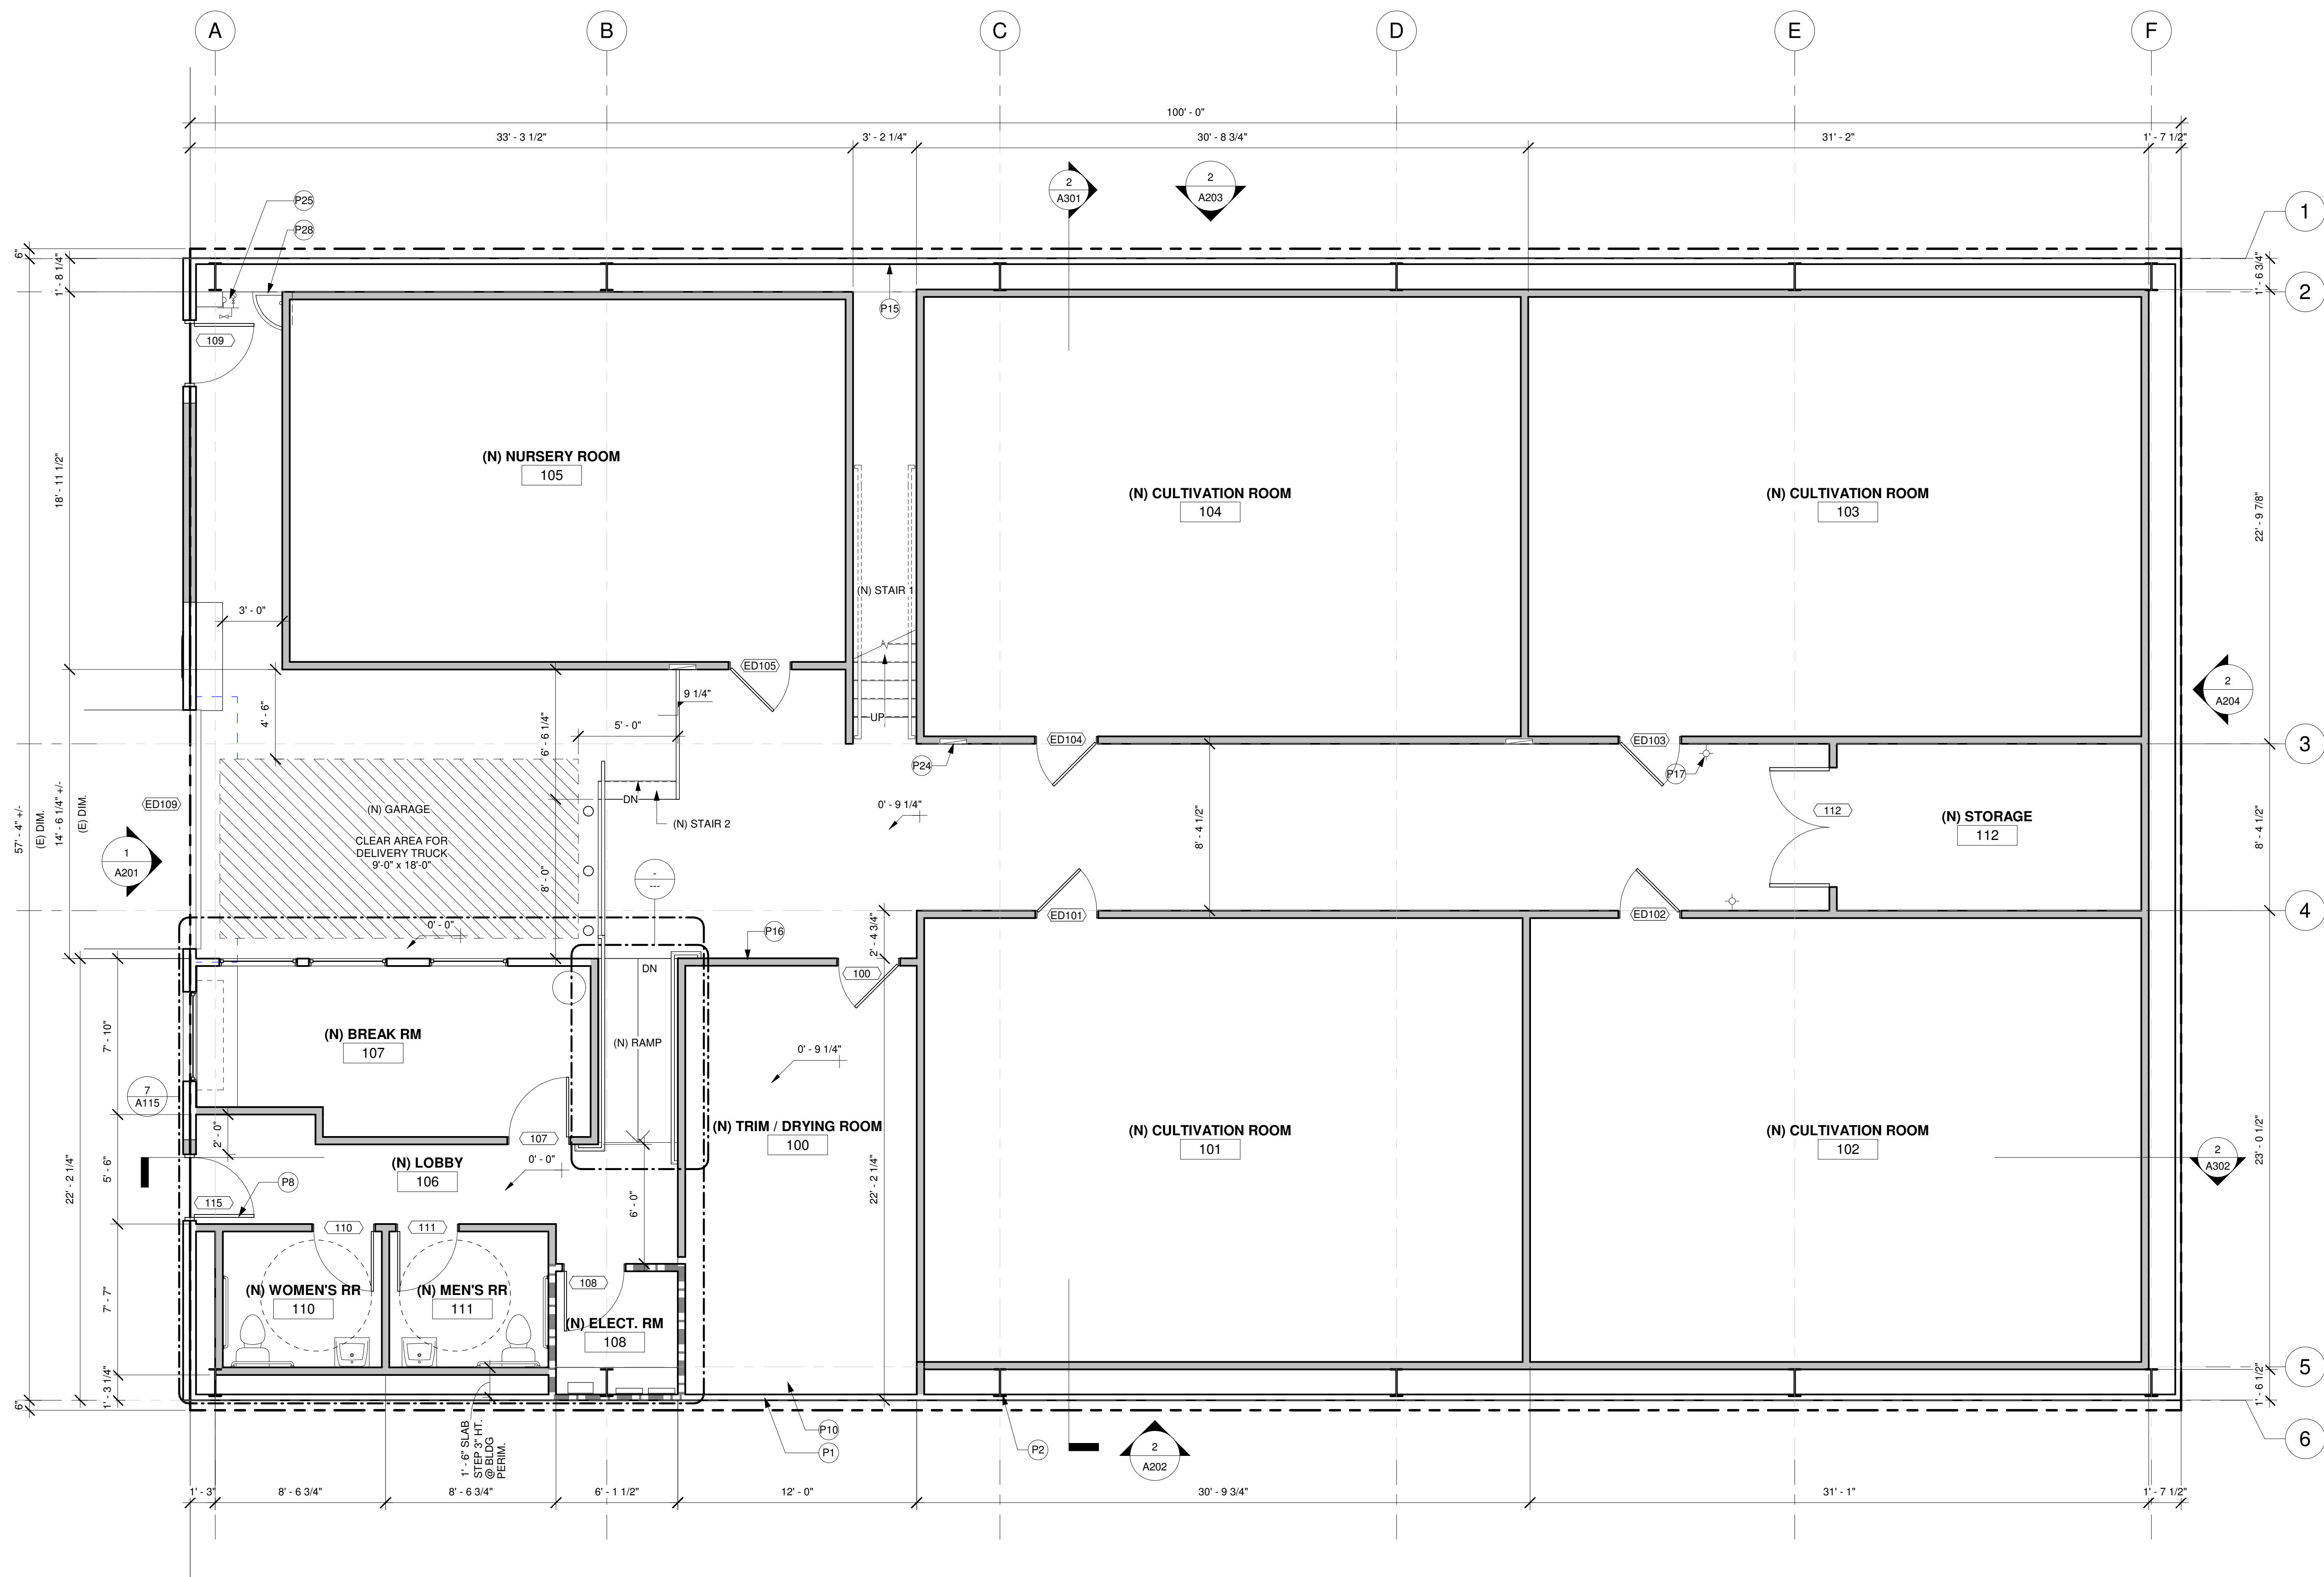 A
B
C
D
E
F
100' - 0"
33' - 3 1/2"
3' - 2 1/4"
30' - 8 3/4"
31' - 2"
1' - 7 1/2"
2
A301
2
A203
P25
P28
1
6"
1' - 8 1/4"
1' - 6 3/4"
2
P15
109
(N) NURSERY ROOM
105
(N) CULTIVATION ROOM
104
(N) CULTIVATION ROOM
103
18' - 11 1/2"
22' - 9 7/8"
(N) STAIR 1
3' - 0"
ED105
9 1/4"
2
A204
4' - 6"
6' - 6 1/4"
5' - 0"
UP
ED104
ED103
3
P24
P17
ED109
(N) GARAGE
CLEAR AREA FOR
DELIVERY TRUCK
9'-0" x 18'-0"
DN
(N) STAIR 2
0' - 9 1/4"
8' - 4 1/2"
112
(N) STORAGE
112
8' - 4 1/2"
57' - 4" +/-
(E) DIM.
14' - 6 1/4" +/-
(E) DIM.
1
A201
8' - 0"
-
---
ED101
ED102
4
0' - 0"
P16
2' - 4 3/4"
DN
100
7' - 10"
(N) BREAK RM
107
(N) RAMP
0' - 9 1/4"
7
A115
2' - 0"
107
(N) TRIM / DRYING ROOM
100
(N) CULTIVATION ROOM
101
(N) CULTIVATION ROOM
102
2
A302
23' - 0 1/2"
22' - 2 1/4"
5' - 6"
(N) LOBBY
106
0' - 0"
P8
115
6' - 0"
22' - 2 1/4"
110
111
108
7' - 7"
(N) WOMEN'S RR
110
(N) MEN'S RR
111
(N) ELECT. RM
108
5
1' - 3 1/4"
6"
1' - 6 1/2"
1' - 6" SLAB
STEP 3" HT.
@ BLDG
PERIM.
P10
P1
P2
2
A202
6
1' - 3"
8' - 6 3/4"
8' - 6 3/4"
6' - 1 1/2"
12' - 0"
30' - 9 3/4"
31' - 1"
1' - 7 1/2"